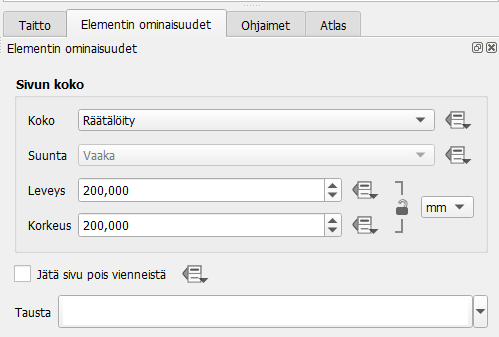 Taitto Elementin ominaisuudet Ohjaimet Atlas
Elementin ominaisuudet
Sivun koko
Koko Räätälöity
Suunta Vaaka
Leveys 200,000
mm
Korkeus 200,000
Jätä sivu pois vienneistä
Tausta